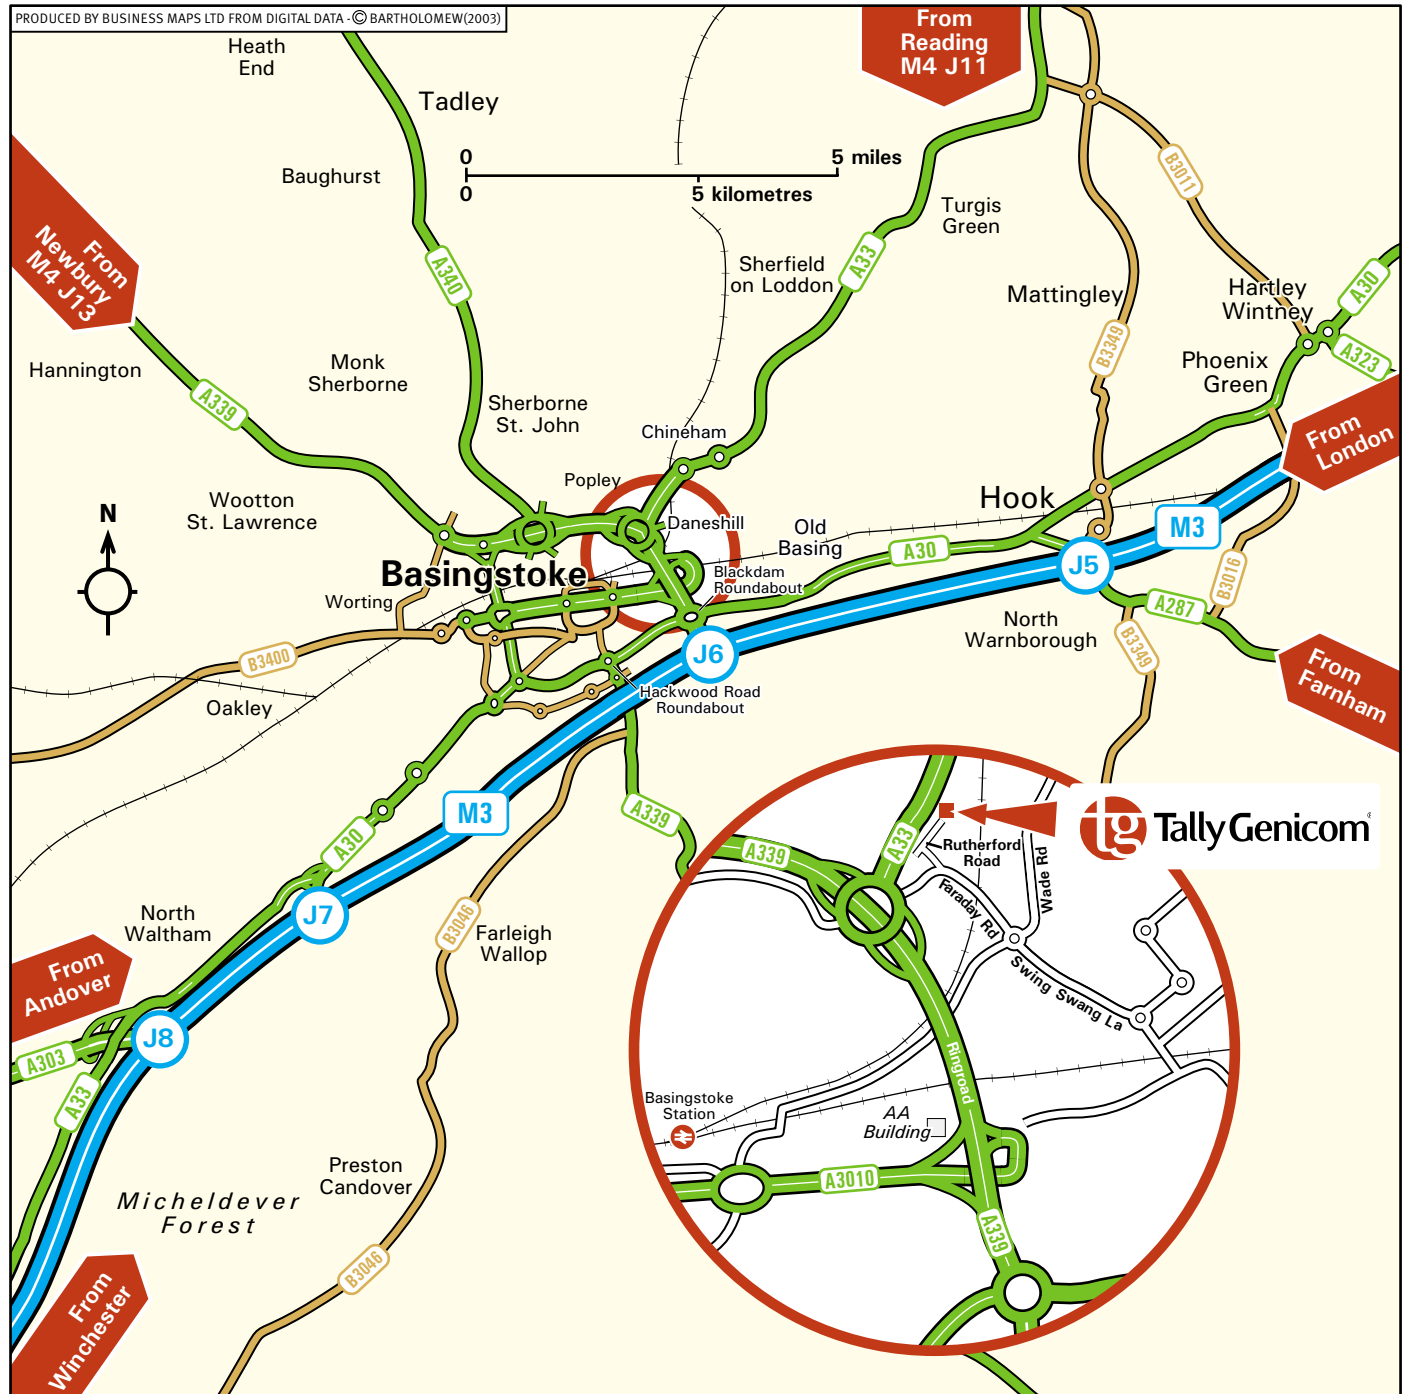 PRODUCED BY BUSINESS MAPS LTD FROM DIGITAL DATA - © BARTHOLOMEW(2003)
From
Reading
M4 J11
Heath
End
Tadley
0
5 miles
0
5 kilometres
Baughurst
B3011
Turgis
Green
From
Newbury
M4 J13
A340
A33
Sherfield
on Loddon
Mattingley
Hartley
Wintney
A30
A323
B3349
Phoenix
Green
Hannington
A339
Monk
Sherborne
Sherborne
St. John
Chineham
From
London
Popley
Wootton
St. Lawrence
Hook
Daneshill
Old
Basing
M3
N
A30
J5
Basingstoke
Blackdam
Roundabout
B3016
Worting
A287
North
Warnborough
B3349
J6
B3400
From
Farnham
Oakley
Hackwood Road
Roundabout
M3
A339
A30
TallyGenicom
tg
A33
Rutherford
Road
A339
Wade Rd
Faraday Rd
J7
North
Waltham
B3046
Farleigh
Wallop
Swing Swang La
From
Andover
J8
A303
Ringroad
A33
Basingstoke
Station
AA
Building
Preston
Candover
A3010
Micheldever
Forest
A339
B3046
From
Winchester